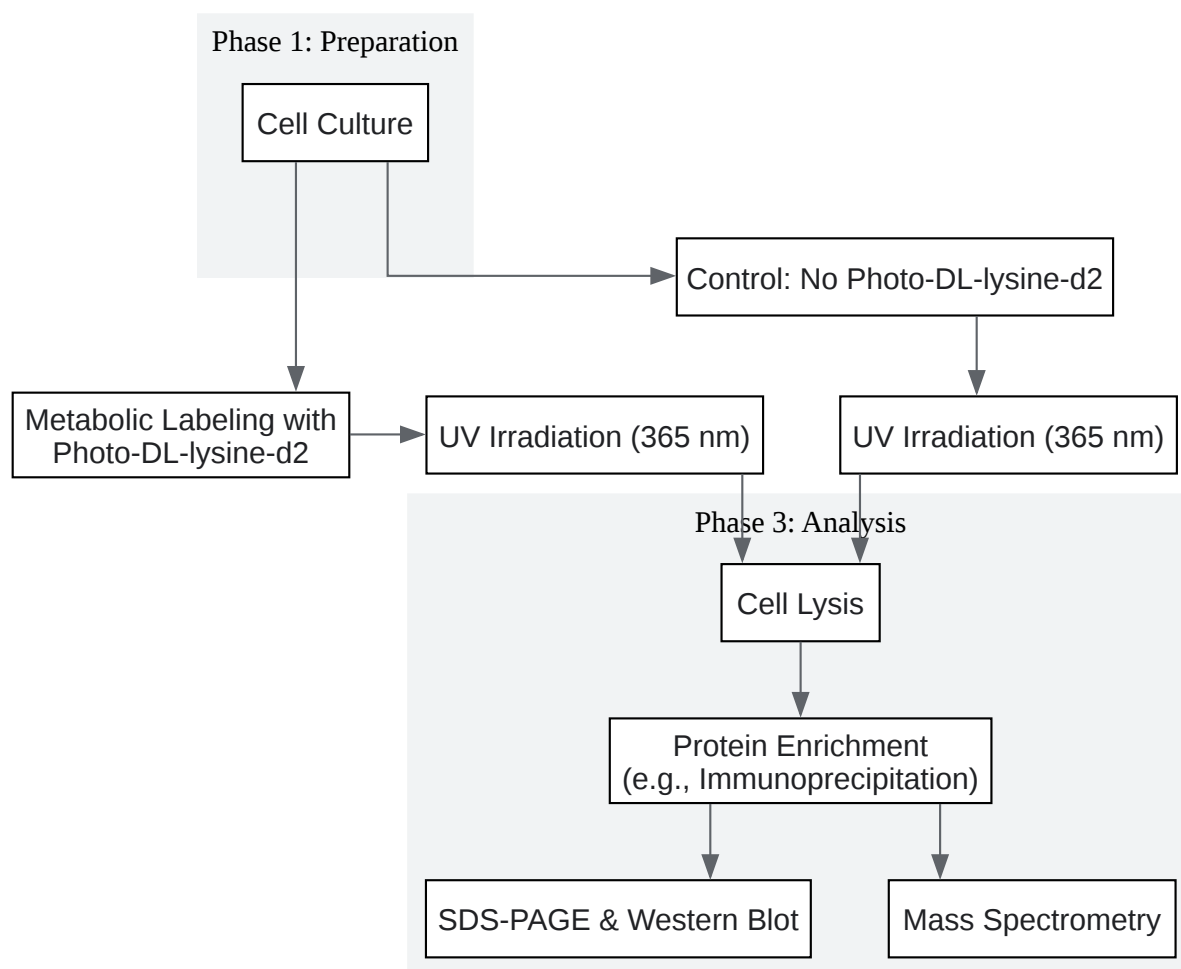 Phase 1: Preparation
Cell Culture
Control: No Photo-DL-lysine-d2
Metabolic Labeling with
Photo-DL-lysine-d2
UV Irradiation (365 nm)
UV Irradiation (365 nm)
Phase 3: Analysis
Cell Lysis
Protein Enrichment
(e.g., Immunoprecipitation)
SDS-PAGE & Western Blot
Mass Spectrometry